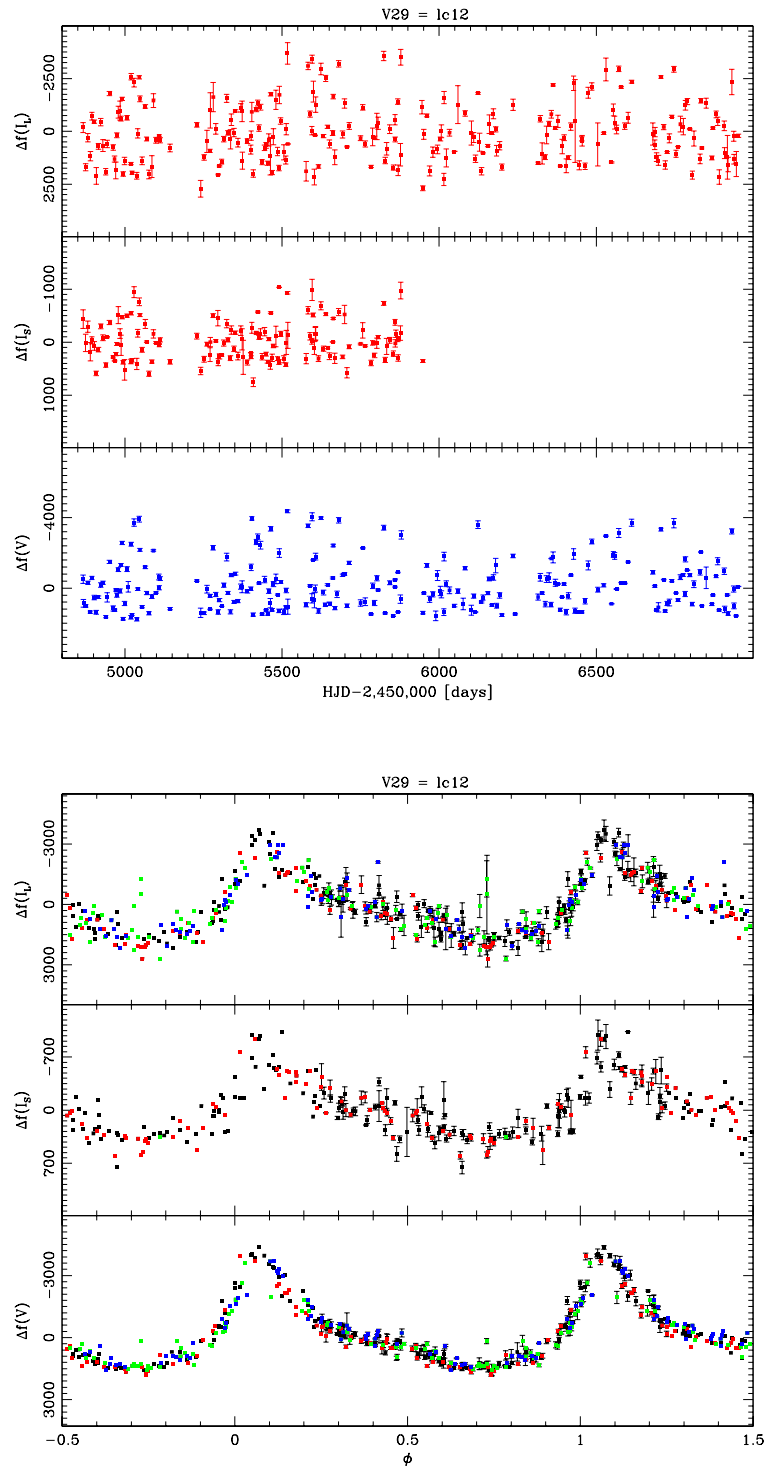 V29 = lc12
Δf(I_L)
−2500
0
2500
Δf(I_S)
−1000
0
1000
Δf(V)
−4000
0
5000
5500
6000
6500
HJD−2,450,000 [days]
V29 = lc12
Δf(I_L)
−3000
0
3000
Δf(I_S)
−700
0
700
Δf(V)
−3000
0
3000
−0.5
0
0.5
1
1.5
ϕ